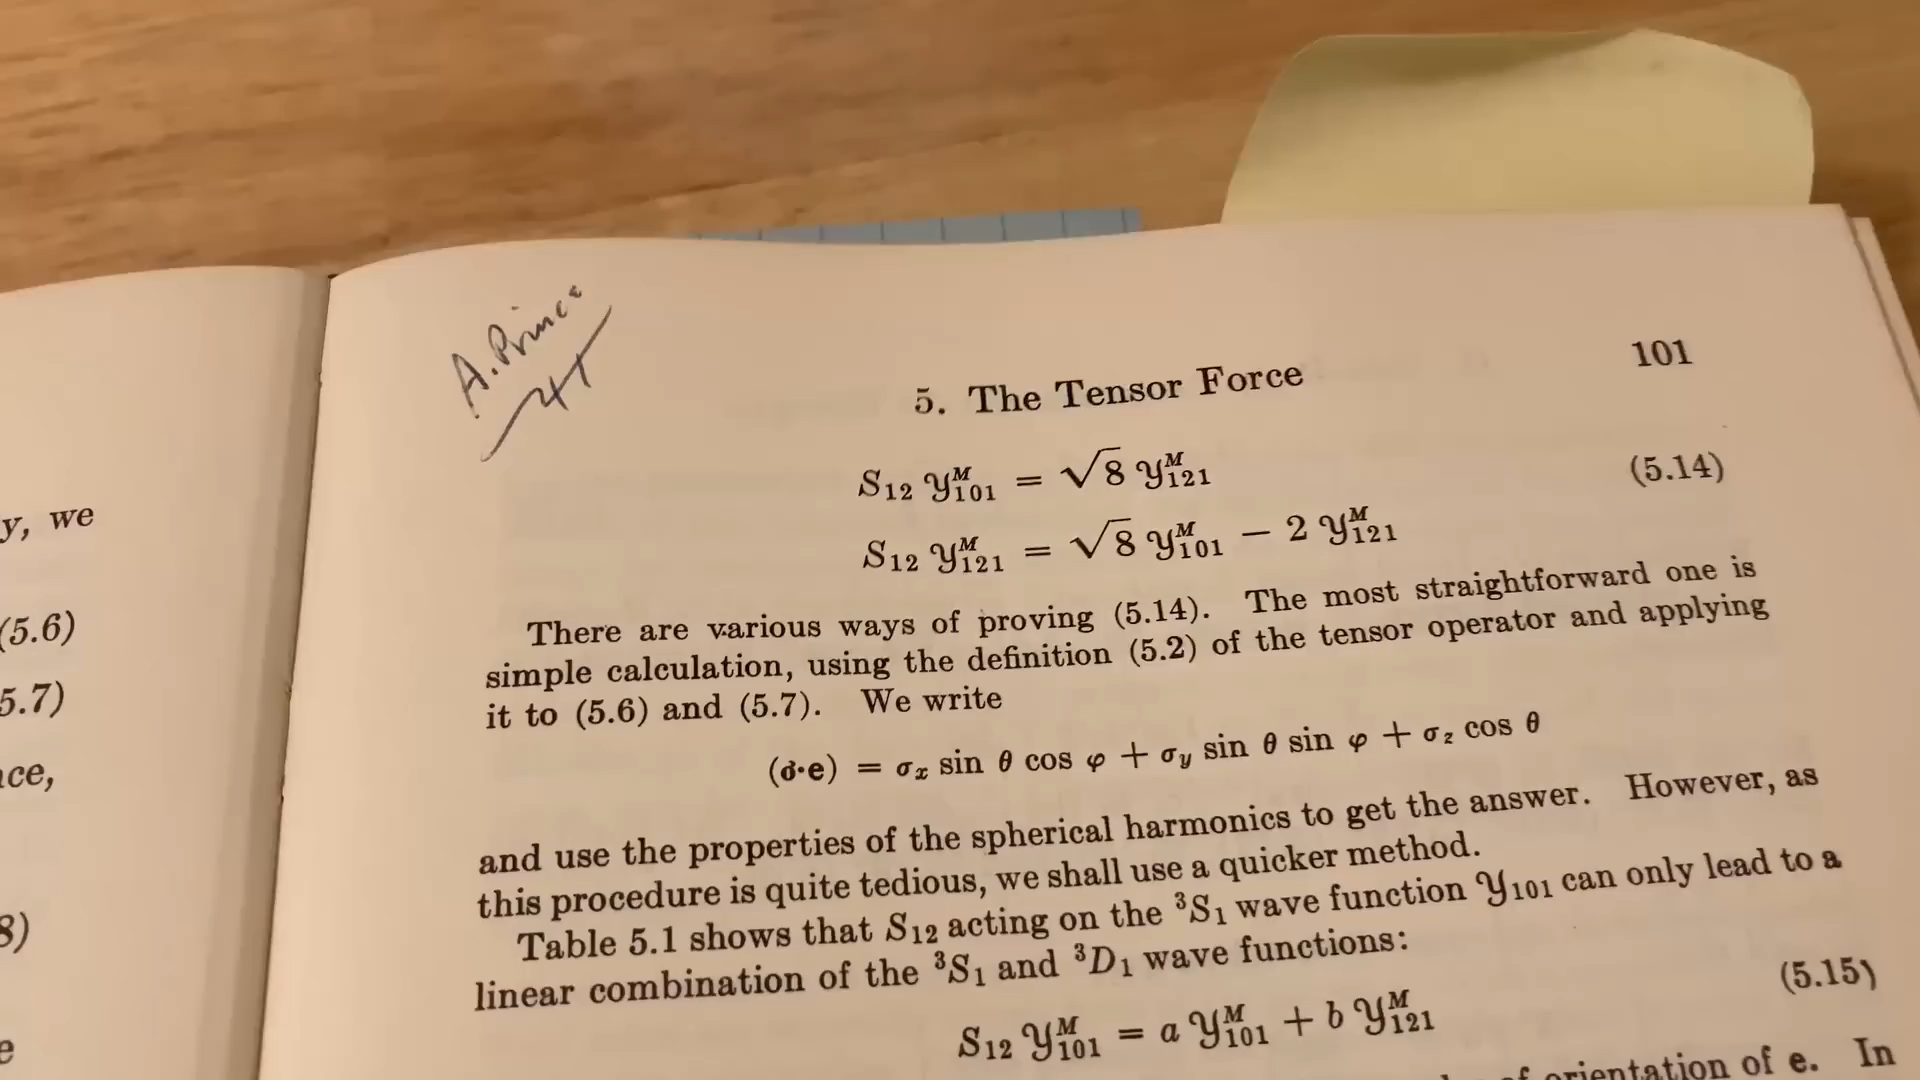 y, we
(5.6)
5.7)
ce,
8)
e
A. Prince
101
5. The Tensor Force
S₁₂ 𝒴ᴹ₁₀₁ = √8 𝒴ᴹ₁₂₁ (5.14)
S₁₂ 𝒴ᴹ₁₂₁ = √8 𝒴ᴹ₁₀₁ − 2 𝒴ᴹ₁₂₁
There are various ways of proving (5.14). The most straightforward one is
simple calculation, using the definition (5.2) of the tensor operator and applying
it to (5.6) and (5.7). We write
(σ·e) = σₓ sin θ cos φ + σ_y sin θ sin φ + σ_z cos θ
and use the properties of the spherical harmonics to get the answer. However, as
this procedure is quite tedious, we shall use a quicker method.
Table 5.1 shows that S₁₂ acting on the ³S₁ wave function 𝒴₁₀₁ can only lead to a
linear combination of the ³S₁ and ³D₁ wave functions:
S₁₂ 𝒴ᴹ₁₀₁ = a 𝒴ᴹ₁₀₁ + b 𝒴ᴹ₁₂₁ (5.15)
of orientation of e. In